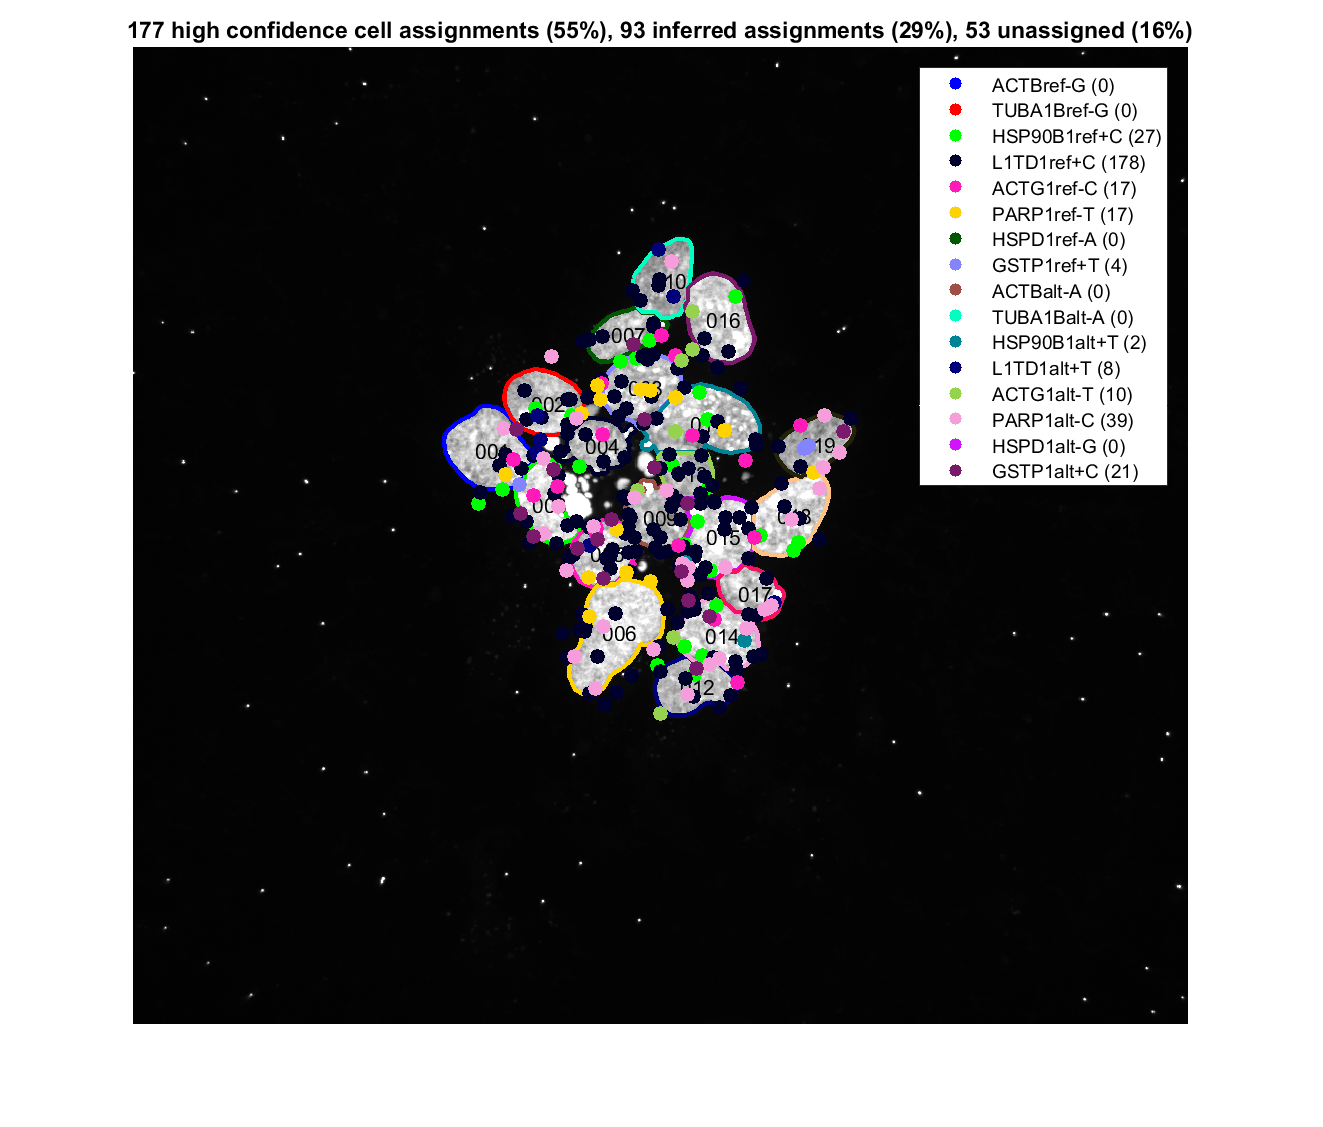 177 high confidence cell assignments (55%), 93 inferred assignments (29%), 53 unassigned (16%)
ACTBref-G (0)
TUBA1Bref-G (0)
HSP90B1ref+C (27)
L1TD1ref+C (178)
ACTG1ref-C (17)
PARP1ref-T (17)
HSPD1ref-A (0)
GSTP1ref+T (4)
ACTBalt-A (0)
TUBA1Balt-A (0)
HSP90B1alt+T (2)
L1TD1alt+T (8)
ACTG1alt-T (10)
PARP1alt-C (39)
HSPD1alt-G (0)
GSTP1alt+C (21)
016
007
002
004
009
015
017
014
006